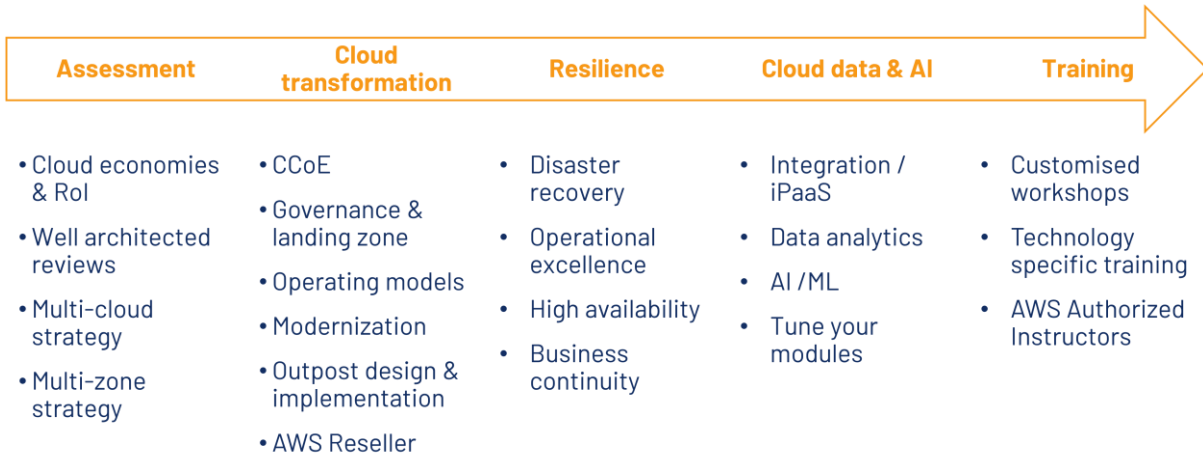 Assessment
Cloud
transformation
Resilience
Cloud data & AI
Training
• Cloud economies
& RoI
• Well architected
reviews
• Multi-cloud
strategy
• Multi-zone
strategy
• CCoE
• Governance &
landing zone
• Operating models
• Modernization
• Outpost design &
implementation
• AWS Reseller
• Disaster
recovery
• Operational
excellence
• High availability
• Business
continuity
• Integration /
iPaaS
• Data analytics
• AI /ML
• Tune your
modules
• Customised
workshops
• Technology
specific training
• AWS Authorized
Instructors